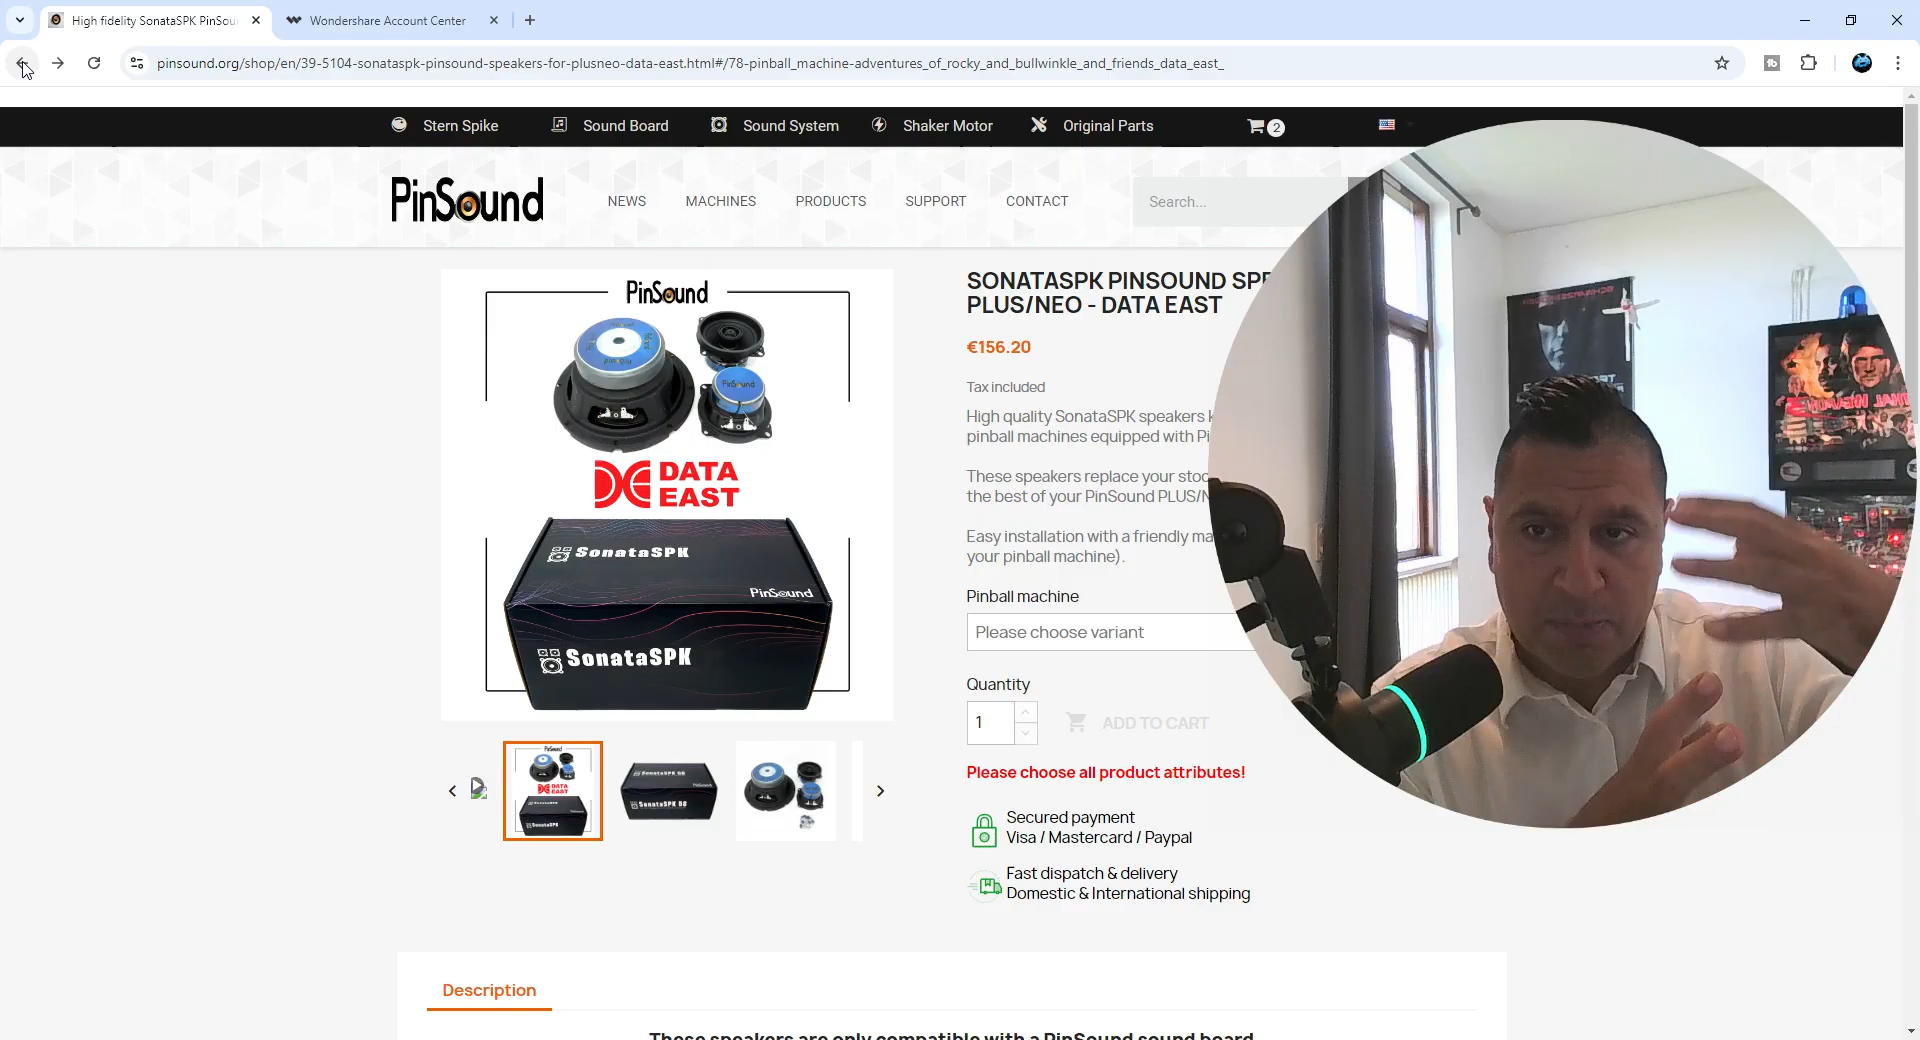 High fidelity SonataSPK PinSou
Wondershare Account Center
pinsound.org/shop/en/39-5104-sonataspk-pinsound-speakers-for-plusneo-data-east.html#/78-pinball_machine-adventures_of_rocky_and_bullwinkle_and_friends_data_east_
Stern Spike
Sound Board
Sound System
Shaker Motor
Original Parts
2
PinSound
NEWS
MACHINES
PRODUCTS
SUPPORT
CONTACT
Search...
PinSound
DATA
EAST
SonataSPK
PinSound
SonataSPK
SONATASPK PINSOUND SPE
PLUS/NEO - DATA EAST
€156.20
Tax included
High quality SonataSPK speakers k
pinball machines equipped with Pi
These speakers replace your stoc
the best of your PinSound PLUS/N
Easy installation with a friendly ma
your pinball machine).
Pinball machine
Please choose variant
Quantity
1
ADD TO CART
Please choose all product attributes!
Secured payment
Visa / Mastercard / Paypal
Fast dispatch & delivery
Domestic & International shipping
Description
These speakers are only compatible with a PinSound sound board